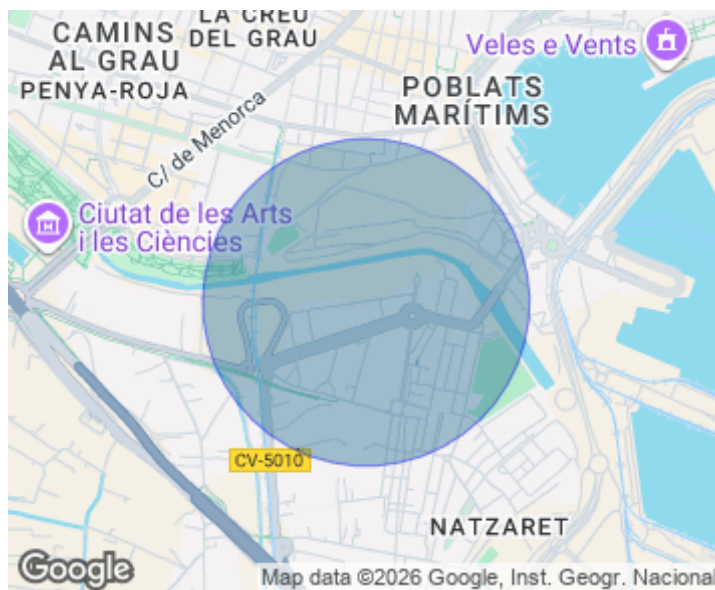 LA CREU
DEL GRAU
CAMINS
AL GRAU
PENYA-ROJA
Veles e Vents
POBLATS
MARÍTIMS
C/ de Menorca
Ciutat de les Arts
i les Ciències
CV-5010
NATZARET
Google
Map data ©2026 Google, Inst. Geogr. Nacional